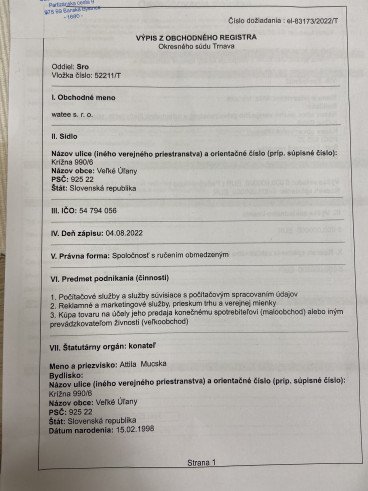 Partizánska cesta 9
975 99 Banská Bystrica
- 1690 -
Číslo dožiadania : el-83173/2022/T
VÝPIS Z OBCHODNÉHO REGISTRA
Okresného súdu Trnava
Oddiel: Sro
Vložka číslo: 52211/T
I. Obchodné meno
watee s. r. o.
II. Sídlo
Názov ulice (iného verejného priestranstva) a orientačné číslo (príp. súpisné číslo):
Krížna 990/6
Názov obce: Veľké Úľany
PSČ: 925 22
Štát: Slovenská republika
III. IČO: 54 794 056
IV. Deň zápisu: 04.08.2022
V. Právna forma: Spoločnosť s ručením obmedzeným
VI. Predmet podnikania (činnosti)
1. Počítačové služby a služby súvisiace s počítačovým spracovaním údajov
2. Reklamné a marketingové služby, prieskum trhu a verejnej mienky
3. Kúpa tovaru na účely jeho predaja konečnému spotrebiteľovi (maloobchod) alebo iným
prevádzkovateľom živnosti (veľkoobchod)
VII. Štatutárny orgán: konateľ
Meno a priezvisko: Attila Mucska
Bydlisko:
Názov ulice (iného verejného priestranstva) a orientačné číslo (príp. súpisné číslo):
Krížna 990/6
Názov obce: Veľké Úľany
PSČ: 925 22
Štát: Slovenská republika
Dátum narodenia: 15.02.1998
Strana 1